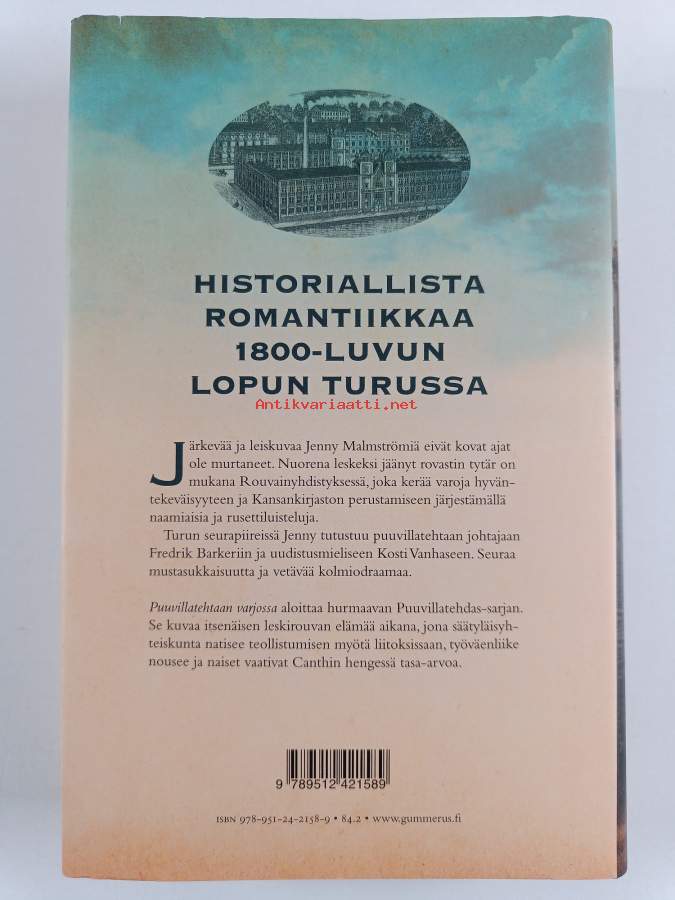 HISTORIALLISTA
ROMANTIIKKAA
1800-LUVUN
LOPUN TURUSSA
Antikvariaatti.net
Järkevää ja leiskuvaa Jenny Malmströmiä eivät kovat ajat
ole murtaneet. Nuorena leskeksi jäänyt rovastin tytär on
mukana Rouvainyhdistyksessä, joka kerää varoja hyvän-
tekeväisyyteen ja Kansankirjaston perustamiseen järjestämällä
naamiaisia ja rusettiluisteluja.
Turun seurapiireissä Jenny tutustuu puuvillatehtaan johtajaan
Fredrik Barkeriin ja uudistusmieliseen Kosti Vanhaseen. Seuraa
mustasukkaisuutta ja vetävää kolmiodraamaa.
Puuvillatehtaan varjossa aloittaa hurmaavan Puuvillatehdas-sarjan.
Se kuvaa itsenäisen leskirouvan elämää aikana, jona säätyläisyh-
teiskunta natisee teollistumisen myötä liitoksissaan, työväenliike
nousee ja naiset vaativat Canthin hengessä tasa-arvoa.
9 789512 421589
ISBN 978-951-24-2158-9 • 84.2 • www.gummerus.fi